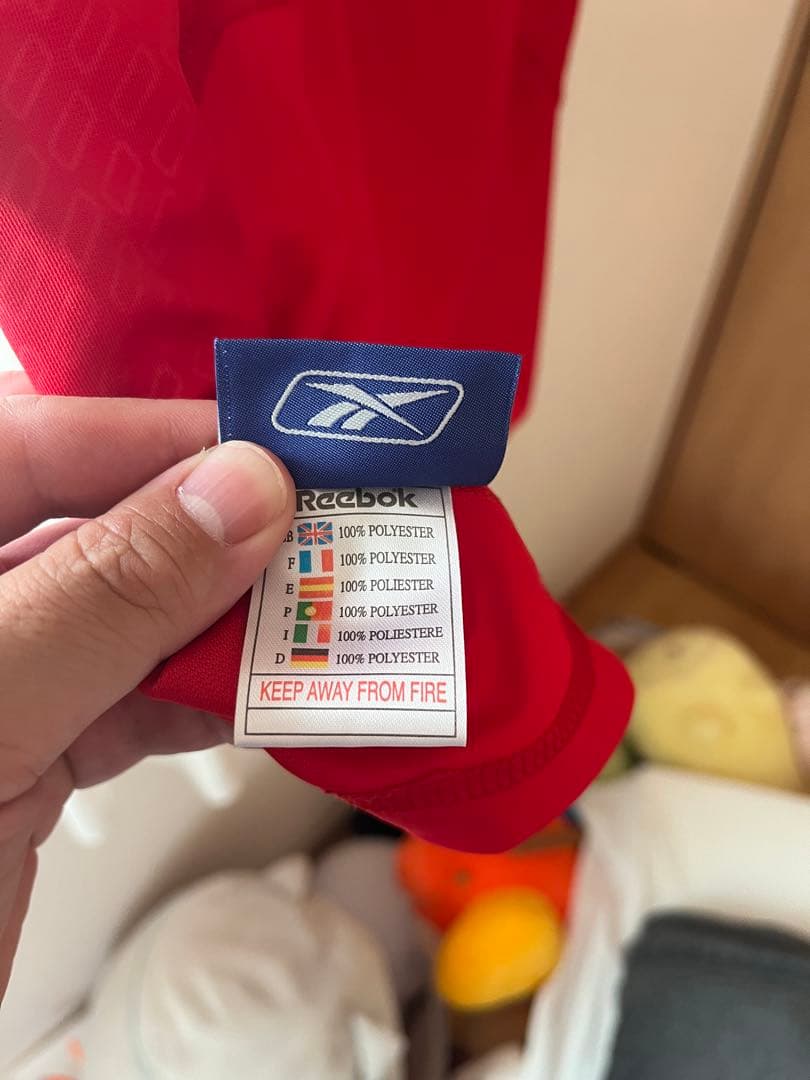 Reebok
B 100% POLYESTER
F 100% POLYESTER
E 100% POLIESTER
P 100% POLYESTER
I 100% POLIESTERE
D 100% POLYESTER
KEEP AWAY FROM FIRE